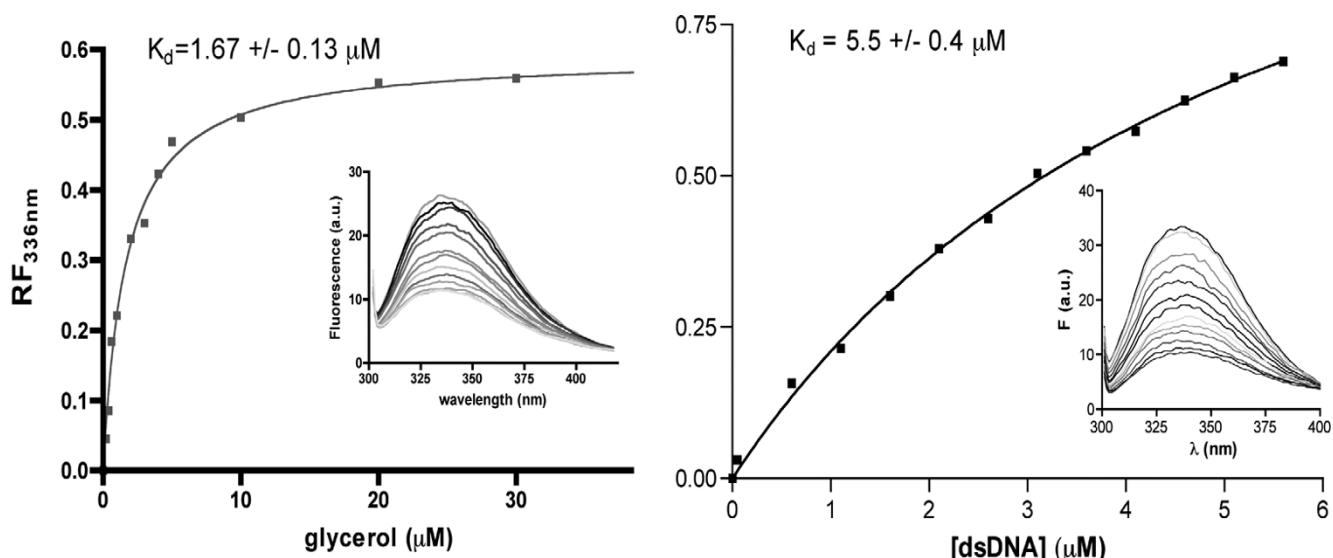 K_d=1.67 +/- 0.13 μM
RF_336nm
0.6
0.5
0.4
0.3
0.2
0.1
0.0
0 10 20 30
glycerol (μM)
Fluorescence (a.u.)
30
20
10
0
300 325 350 375 400
wavelength (nm)
K_d = 5.5 +/- 0.4 μM
0.75
0.50
0.25
0.00
0 1 2 3 4 5 6
[dsDNA] (μM)
F (a.u.)
40
30
20
10
0
300 325 350 375 400
λ (nm)